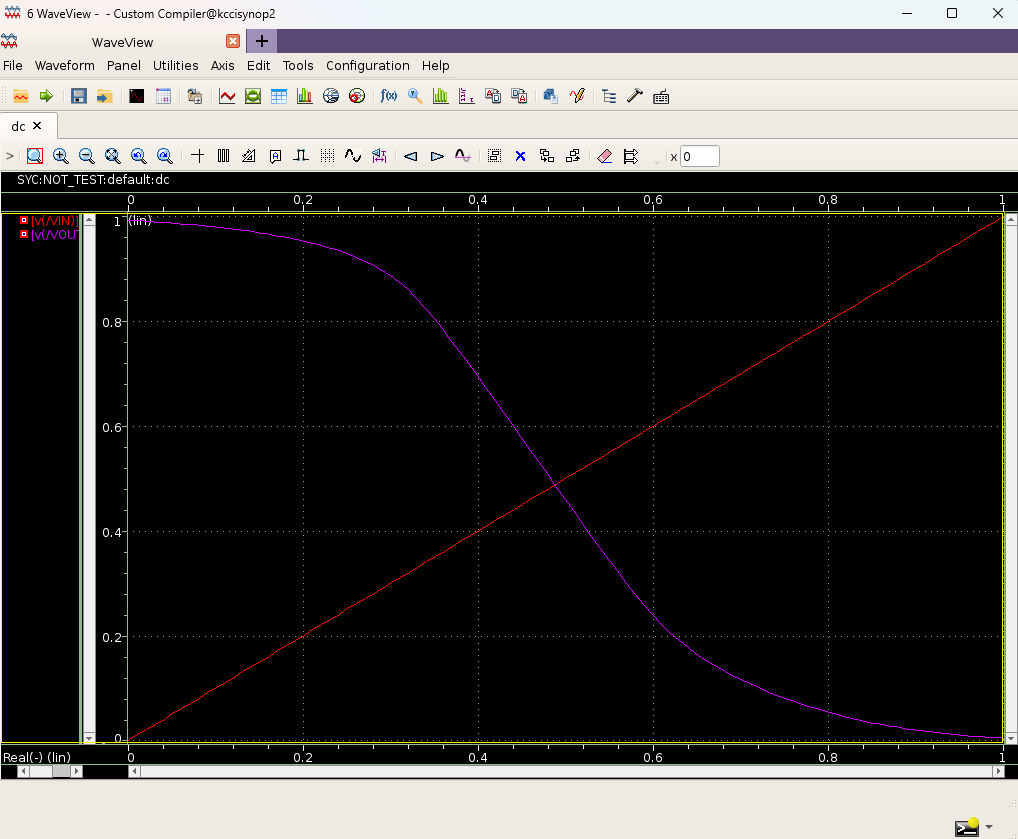 6 WaveView - - Custom Compiler@kccisynop2
WaveView
File Waveform Panel Utilities Axis Edit Tools Configuration Help
dc
> x 0
SYC:NOT_TEST:default:dc
0 0.2 0.4 0.6 0.8 1
[v(/VIN)]
[v(/VOUT
1 (lin)
0.8
0.6
0.4
0.2
0
Real(-) (lin) 0 0.2 0.4 0.6 0.8 1